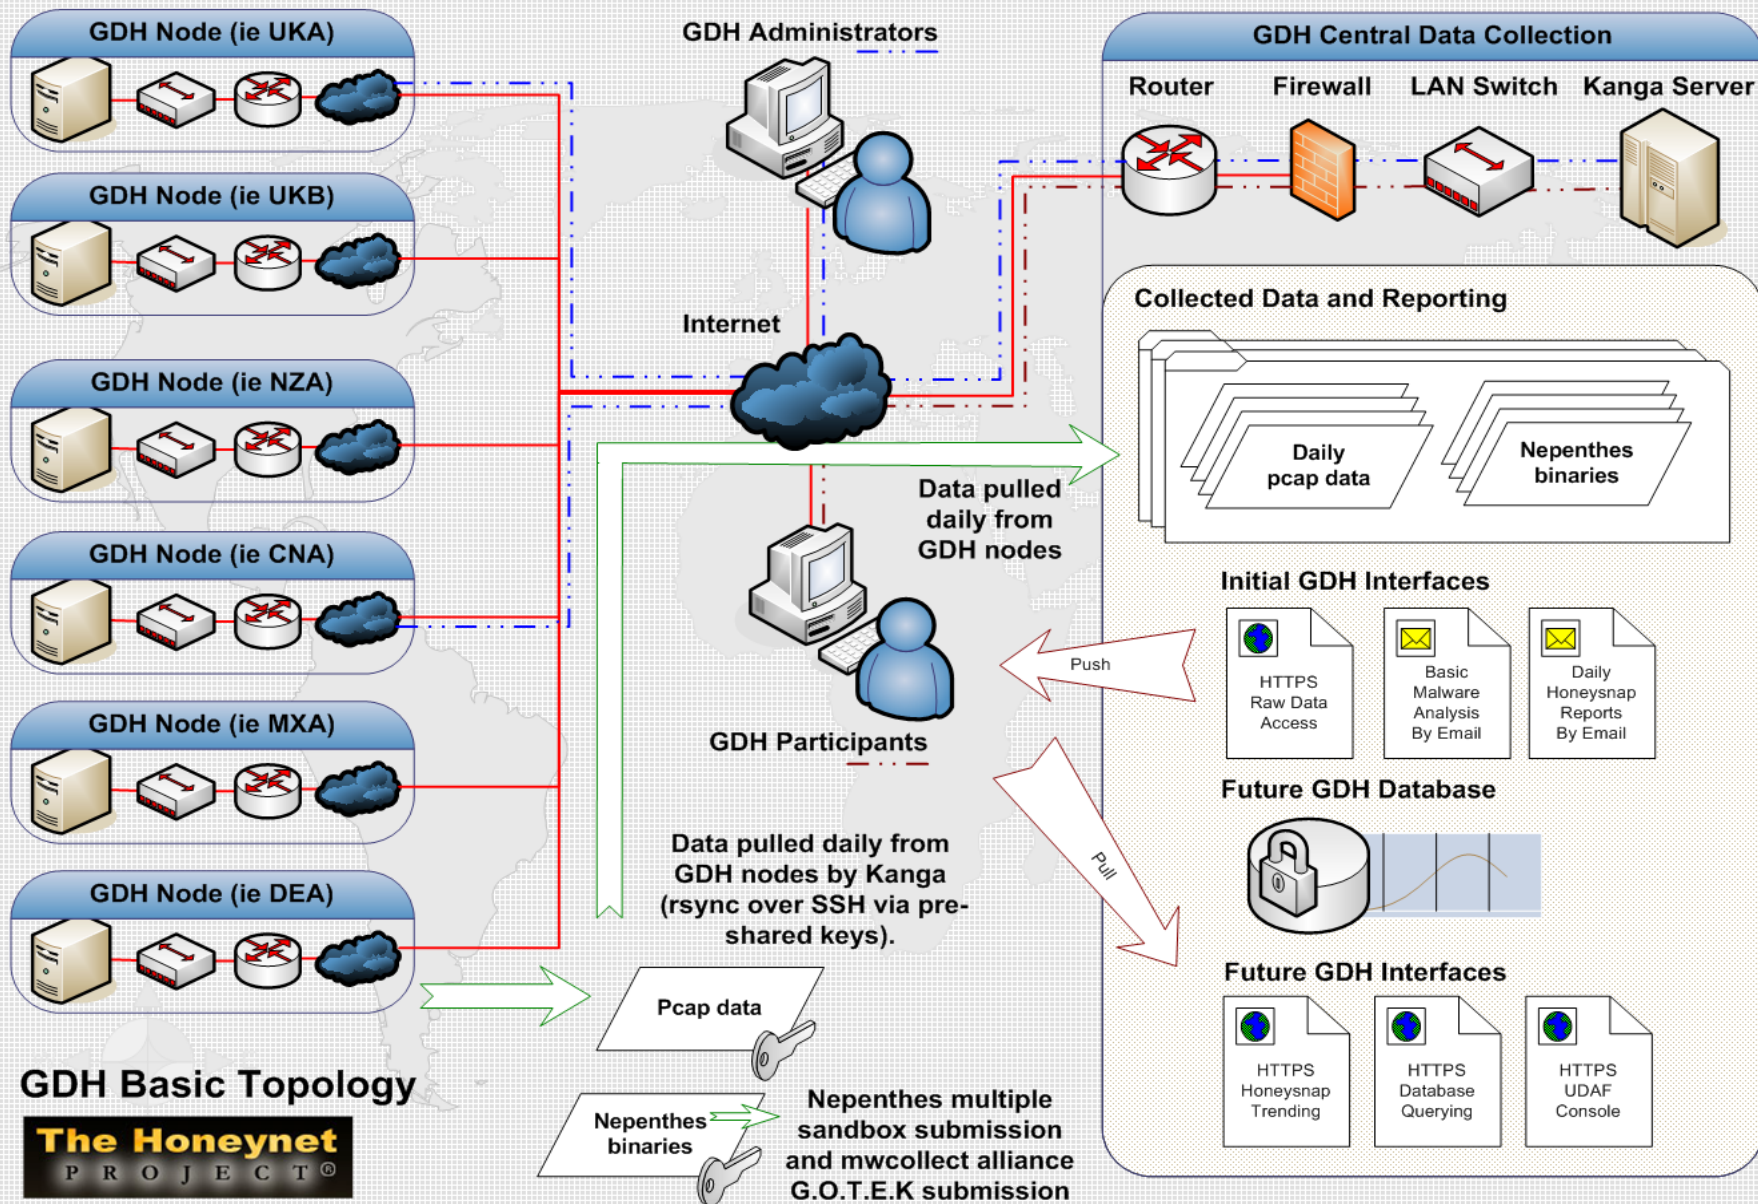 GDH Node (ie UKA)
GDH Node (ie UKB)
GDH Node (ie NZA)
GDH Node (ie CNA)
GDH Node (ie MXA)
GDH Node (ie DEA)
GDH Basic Topology
The Honeynet
PROJECT®
GDH Administrators
Internet
Data pulled
daily from
GDH nodes
GDH Participants
Push
Pull
Data pulled daily from
GDH nodes by Kanga
(rsync over SSH via pre-
shared keys).
Pcap data
Nepenthes
binaries
Nepenthes multiple
sandbox submission
and mwcollect alliance
G.O.T.E.K submission
GDH Central Data Collection
Router
Firewall
LAN Switch
Kanga Server
Collected Data and Reporting
Daily
pcap data
Nepenthes
binaries
Initial GDH Interfaces
HTTPS
Raw Data
Access
Basic
Malware
Analysis
By Email
Daily
Honeysnap
Reports
By Email
Future GDH Database
Future GDH Interfaces
HTTPS
Honeysnap
Trending
HTTPS
Database
Querying
HTTPS
UDAF
Console